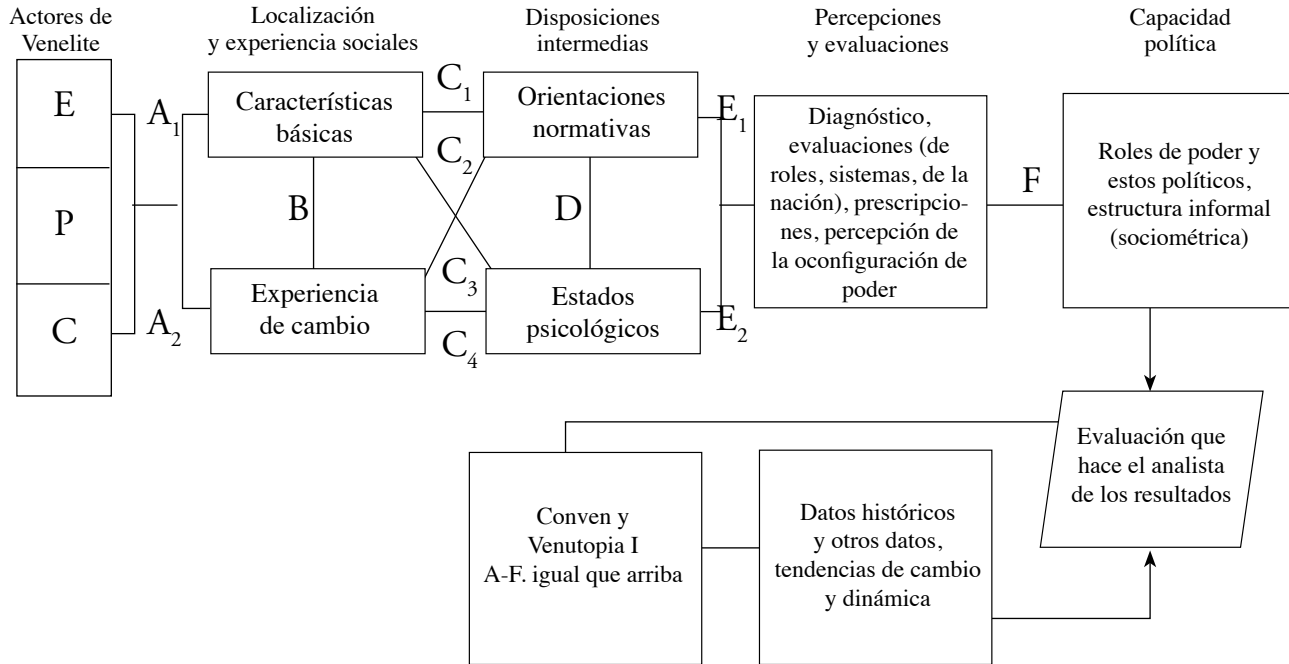 Actores de
Venelite
Localización
y experiencia sociales
Disposiciones
intermedias
Percepciones
y evaluaciones
Capacidad
política
E
P
C
A1
A2
Características
básicas
B
Experiencia
de cambio
C1
C2
C3
C4
Orientaciones
normativas
D
Estados
psicológicos
E1
E2
Diagnóstico,
evaluaciones (de
roles, sistemas, de la
nación), prescripcio-
nes, percepción de
la oconfiguración de
poder
F
Roles de poder y
estos políticos,
estructura informal
(sociométrica)
Evaluación que
hace el analista
de los resultados
Conven y
Venutopia I
A-F. igual que arriba
Datos históricos
y otros datos,
tendencias de cambio
y dinámica